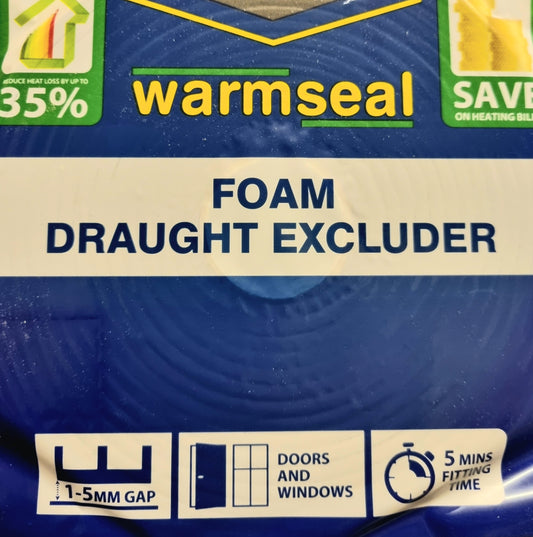 REDUCE HEAT LOSS BY UP TO
35%
warmseal
SAVE
ON HEATING BIL
FOAM
DRAUGHT EXCLUDER
1-5MM GAP
DOORS
AND
WINDOWS
5 MINS
FITTING
TIME